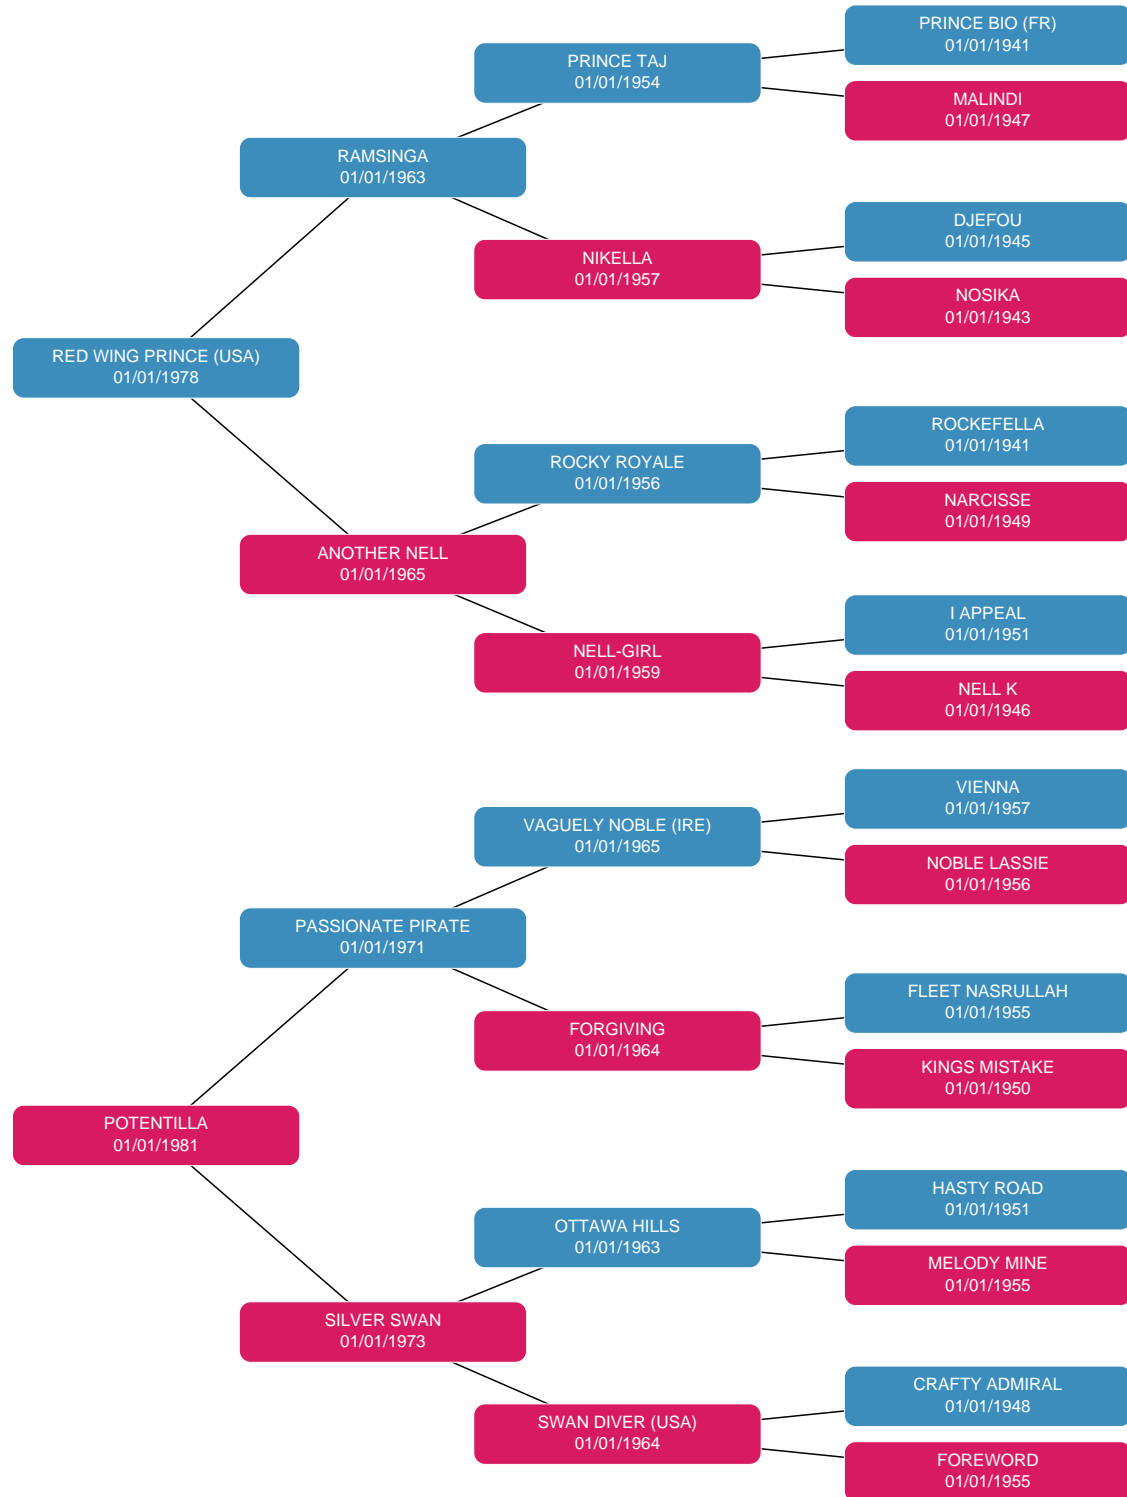 PRINCE BIO (FR)
01/01/1941
PRINCE TAJ
01/01/1954
MALINDI
01/01/1947
RAMSINGA
01/01/1963
DJEFOU
01/01/1945
NIKELLA
01/01/1957
NOSIKA
01/01/1943
RED WING PRINCE (USA)
01/01/1978
ROCKEFELLA
01/01/1941
ROCKY ROYALE
01/01/1956
NARCISSE
01/01/1949
ANOTHER NELL
01/01/1965
I APPEAL
01/01/1951
NELL-GIRL
01/01/1959
NELL K
01/01/1946
VIENNA
01/01/1957
VAGUELY NOBLE (IRE)
01/01/1965
NOBLE LASSIE
01/01/1956
PASSIONATE PIRATE
01/01/1971
FLEET NASRULLAH
01/01/1955
FORGIVING
01/01/1964
KINGS MISTAKE
01/01/1950
POTENTILLA
01/01/1981
HASTY ROAD
01/01/1951
OTTAWA HILLS
01/01/1963
MELODY MINE
01/01/1955
SILVER SWAN
01/01/1973
CRAFTY ADMIRAL
01/01/1948
SWAN DIVER (USA)
01/01/1964
FOREWORD
01/01/1955